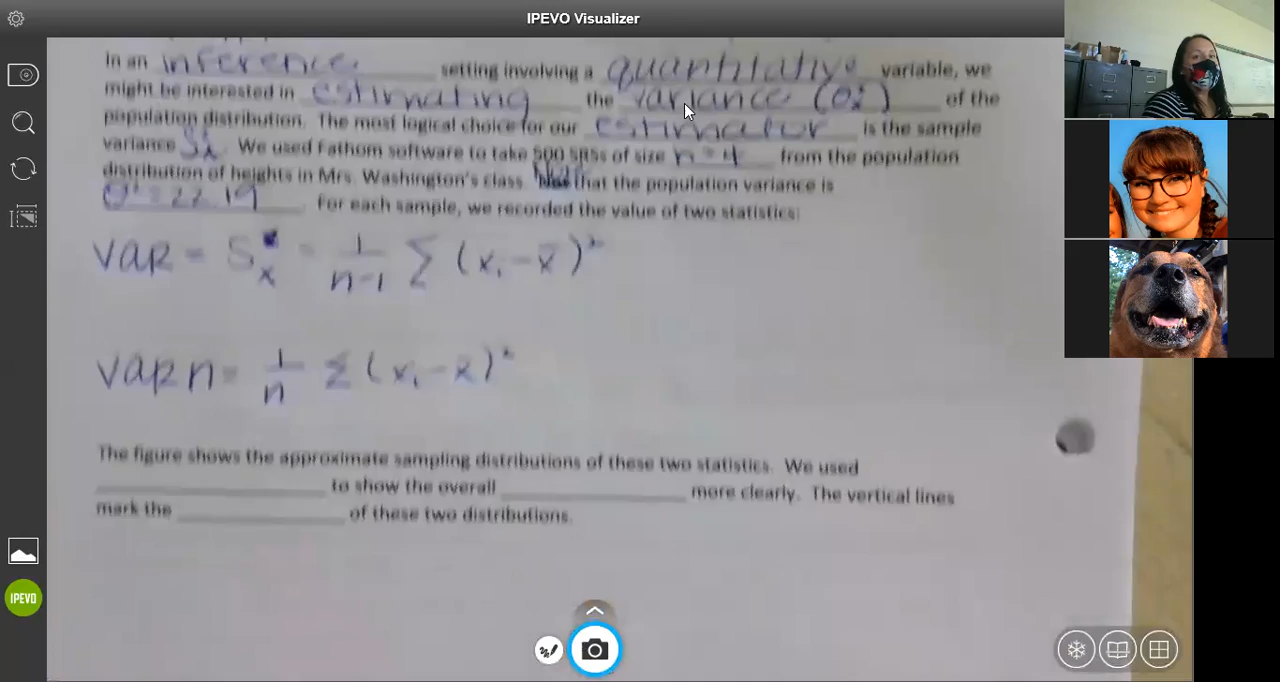 IPEVO Visualizer
In an inference setting involving a quantitative variable, we
might be interested in estimating the variance (σ²x) of the
population distribution. The most logical choice for our estimator is the sample
variance S²x. We used Fathom software to take 500 SRSs of size n=4 from the population
distribution of heights in Mrs. Washington's class. that the population variance is
σ²=22.19. For each sample, we recorded the value of two statistics:
var = S x = 1/n-1 Σ (xi - x̄)²
varn = 1/n Σ (xi - x̄)²
The figure shows the approximate sampling distributions of these two statistics. We used
to show the overall more clearly. The vertical lines
mark the of these two distributions.
IPEVO